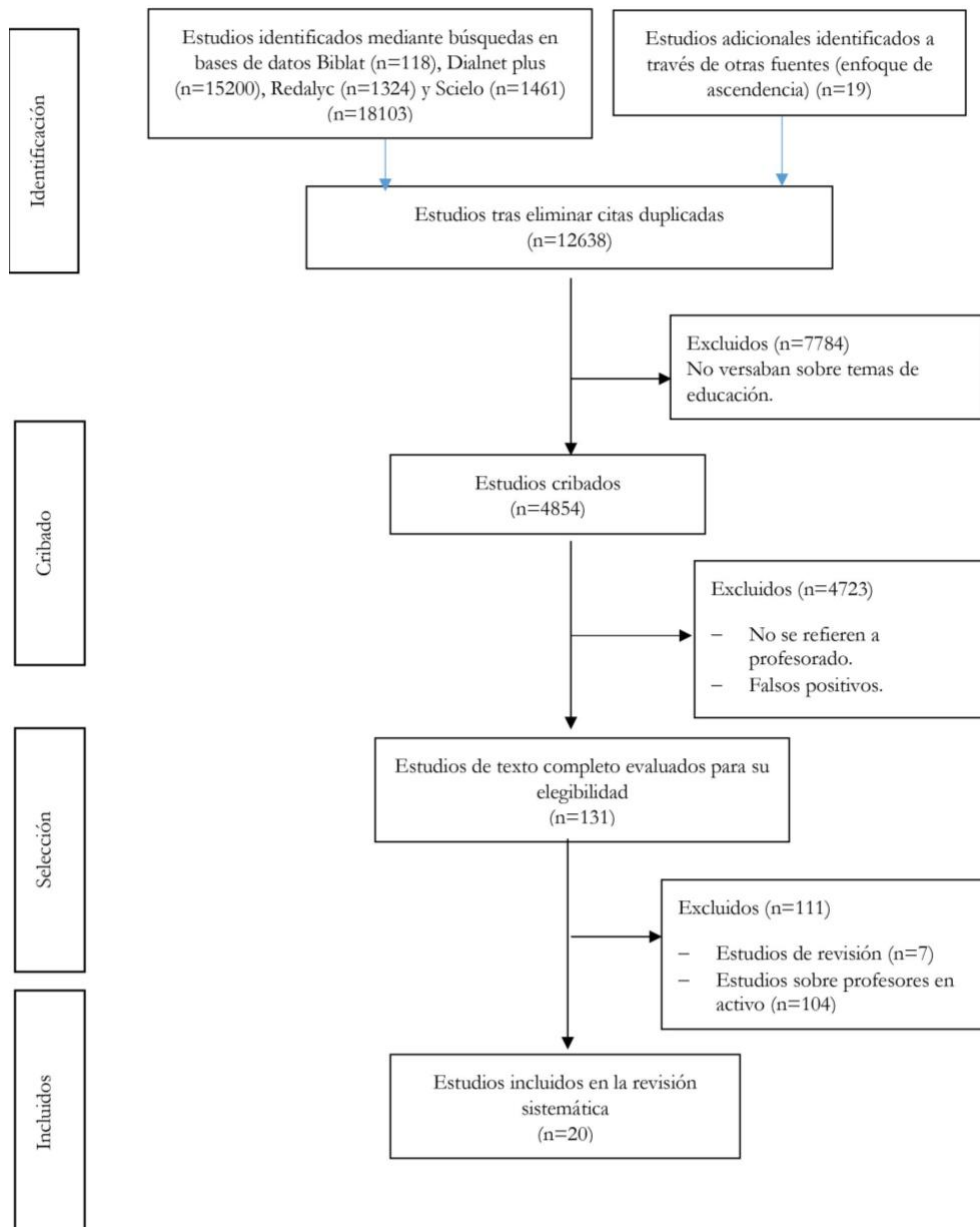 Identificación
Estudios identificados mediante búsquedas en
bases de datos Biblat (n=118), Dialnet plus
(n=15200), Redalyc (n=1324) y Scielo (n=1461)
(n=18103)
Estudios adicionales identificados a
través de otras fuentes (enfoque de
ascendencia) (n=19)
Estudios tras eliminar citas duplicadas
(n=12638)
Excluidos (n=7784)
No versaban sobre temas de
educación.
Cribado
Estudios cribados
(n=4854)
Excluidos (n=4723)
– No se refieren a
profesorado.
– Falsos positivos.
Selección
Estudios de texto completo evaluados para su
elegibilidad
(n=131)
Excluidos (n=111)
– Estudios de revisión (n=7)
– Estudios sobre profesores en
activo (n=104)
Incluidos
Estudios incluidos en la revisión
sistemática
(n=20)